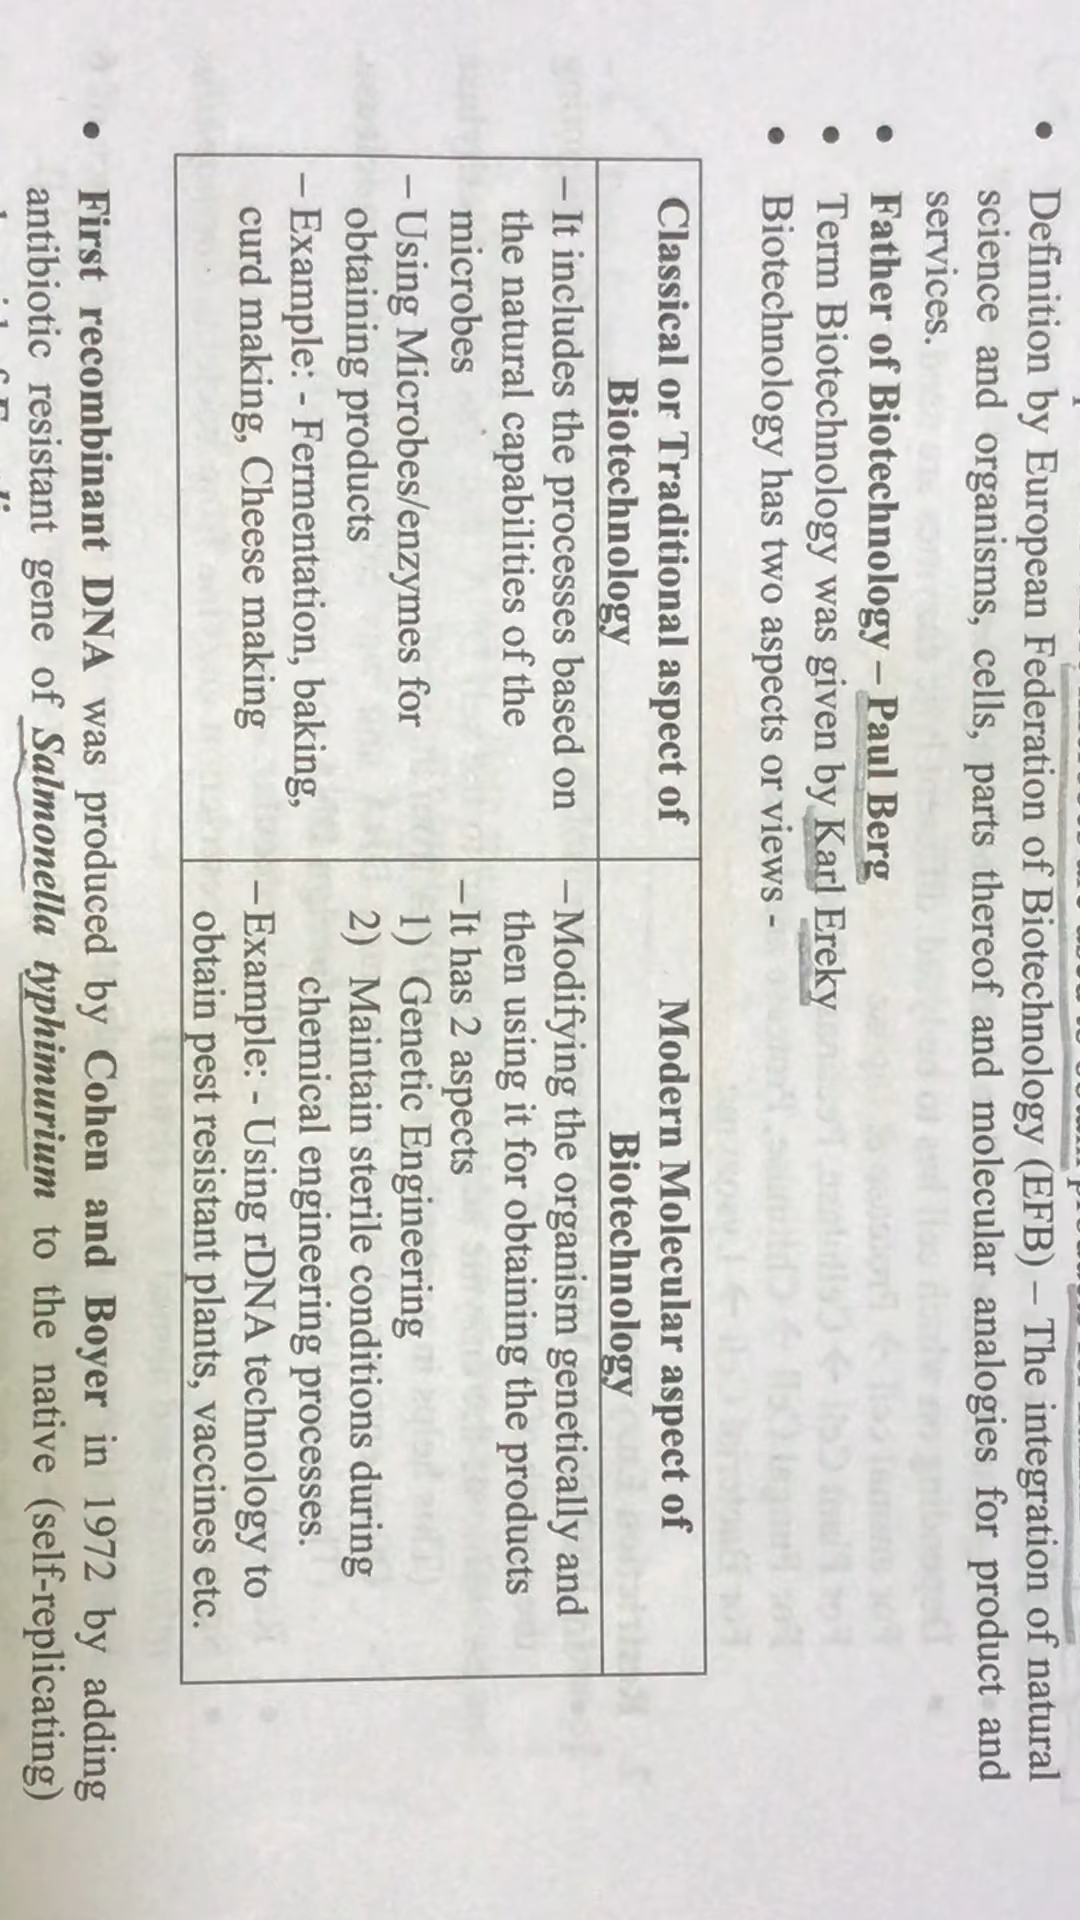 • Definition by European Federation of Biotechnology (EFB) – The integration of natural
science and organisms, cells, parts thereof and molecular analogies for product and
services.
• Father of Biotechnology – Paul Berg
• Term Biotechnology was given by Karl Ereky
• Biotechnology has two aspects or views -
Classical or Traditional aspect of
Biotechnology
– It includes the processes based on
the natural capabilities of the
microbes
– Using Microbes/enzymes for
obtaining products
– Example: - Fermentation, baking,
curd making, Cheese making
Modern Molecular aspect of
Biotechnology
– Modifying the organism genetically and
then using it for obtaining the products
– It has 2 aspects
1) Genetic Engineering
2) Maintain sterile conditions during
chemical engineering processes.
– Example: - Using rDNA technology to
obtain pest resistant plants, vaccines etc.
• First recombinant DNA was produced by Cohen and Boyer in 1972 by adding
antibiotic resistant gene of Salmonella typhimurium to the native (self-replicating)